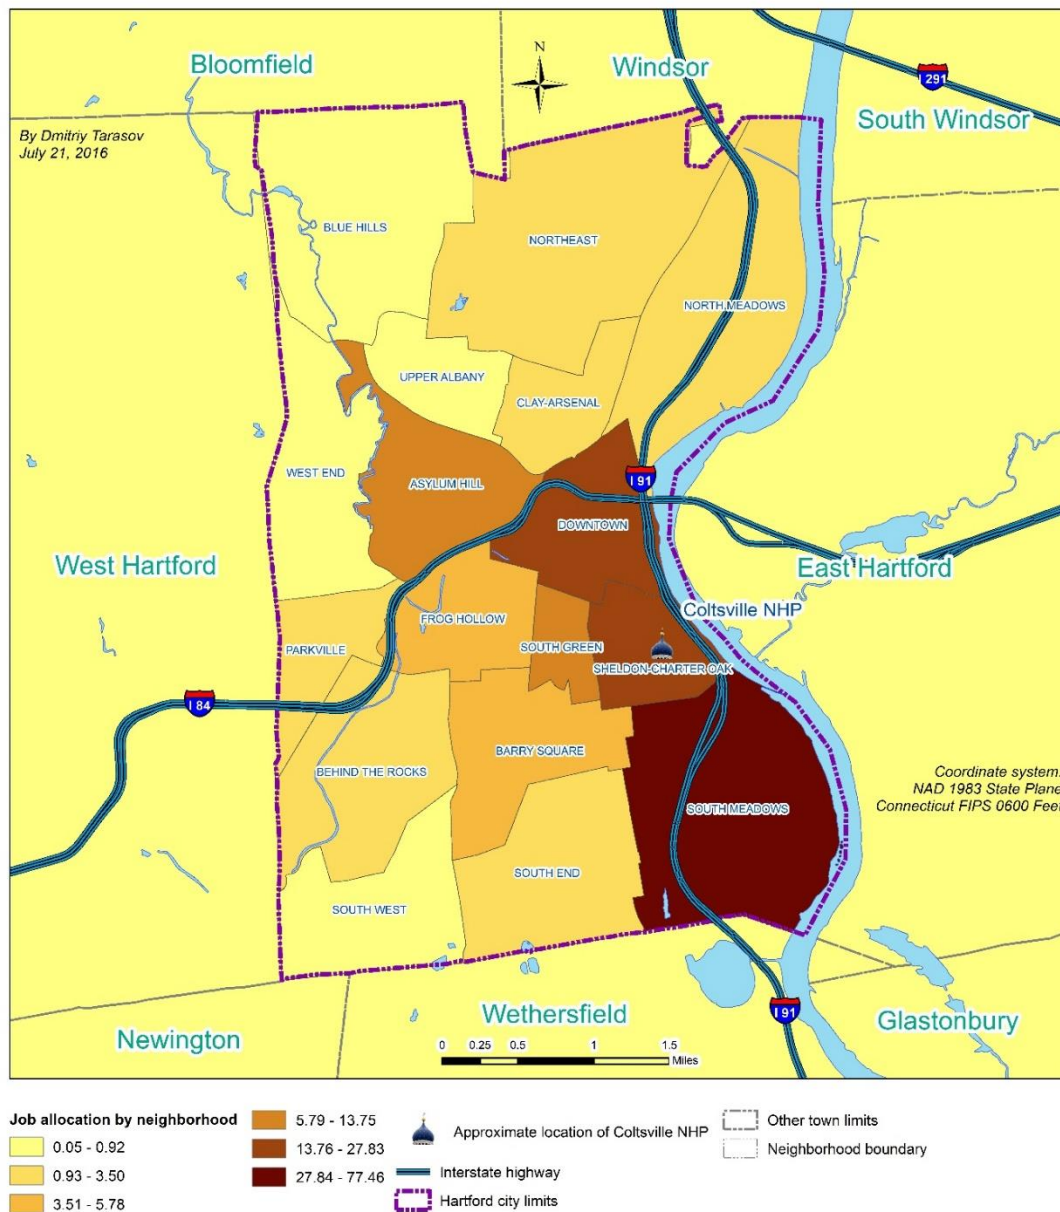 Bloomfield
N
Windsor
I 291
South Windsor
By Dmitriy Tarasov
July 21, 2016
BLUE HILLS
NORTHEAST
NORTH MEADOWS
UPPER ALBANY
CLAY-ARSENAL
WEST END
ASYLUM HILL
I 91
DOWNTOWN
West Hartford
East Hartford
Coltsville NHP
FROG HOLLOW
PARKVILLE
SOUTH GREEN
SHELDON-CHARTER OAK
I 84
BARRY SQUARE
BEHIND THE ROCKS
Coordinate system:
NAD 1983 State Plane
Connecticut FIPS 0600 Feet
SOUTH MEADOWS
SOUTH END
SOUTH WEST
Wethersfield
I 91
Glastonbury
Newington
0 0.25 0.5 1 1.5
Miles
Job allocation by neighborhood
0.05 - 0.92
0.93 - 3.50
3.51 - 5.78
5.79 - 13.75
13.76 - 27.83
27.84 - 77.46
Approximate location of Coltsville NHP
Interstate highway
Hartford city limits
Other town limits
Neighborhood boundary